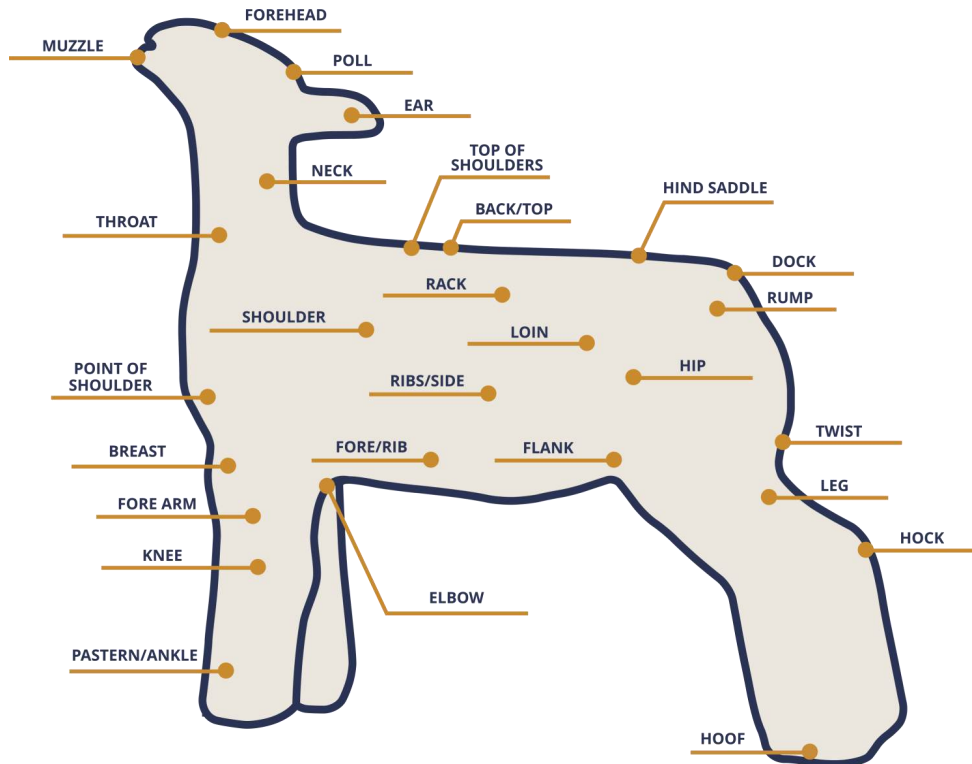 FOREHEAD
MUZZLE
POLL
EAR
TOP OF
SHOULDERS
NECK
HIND SADDLE
BACK/TOP
THROAT
DOCK
RACK
RUMP
SHOULDER
LOIN
POINT OF
SHOULDER
RIBS/SIDE
HIP
TWIST
BREAST
FORE/RIB
FLANK
LEG
FORE ARM
HOCK
KNEE
ELBOW
PASTERN/ANKLE
HOOF